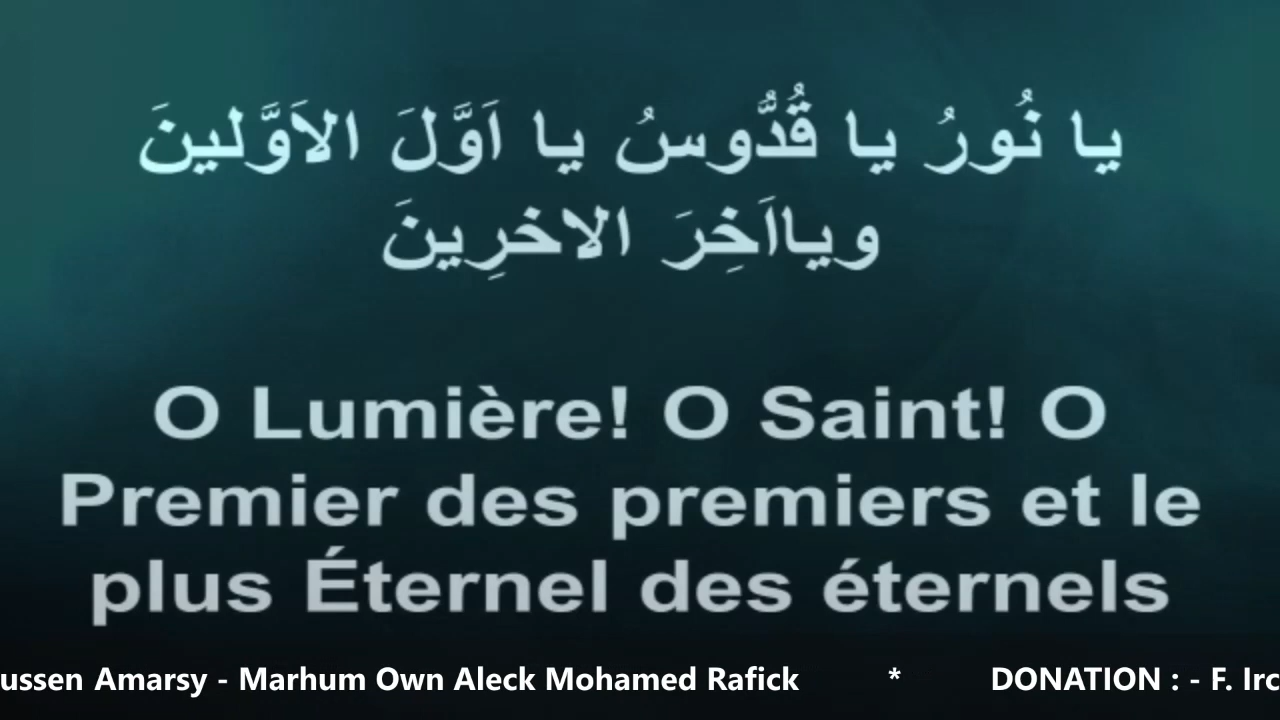 يا نُورُ يا قُدُّوسُ يا اَوَّلَ الاَوَّلينَ
ويااَخِرَ الاخرِينَ
O Lumière! O Saint! O
Premier des premiers et le
plus Éternel des éternels
ussen Amarsy - Marhum Own Aleck Mohamed Rafick * DONATION : - F. Irc